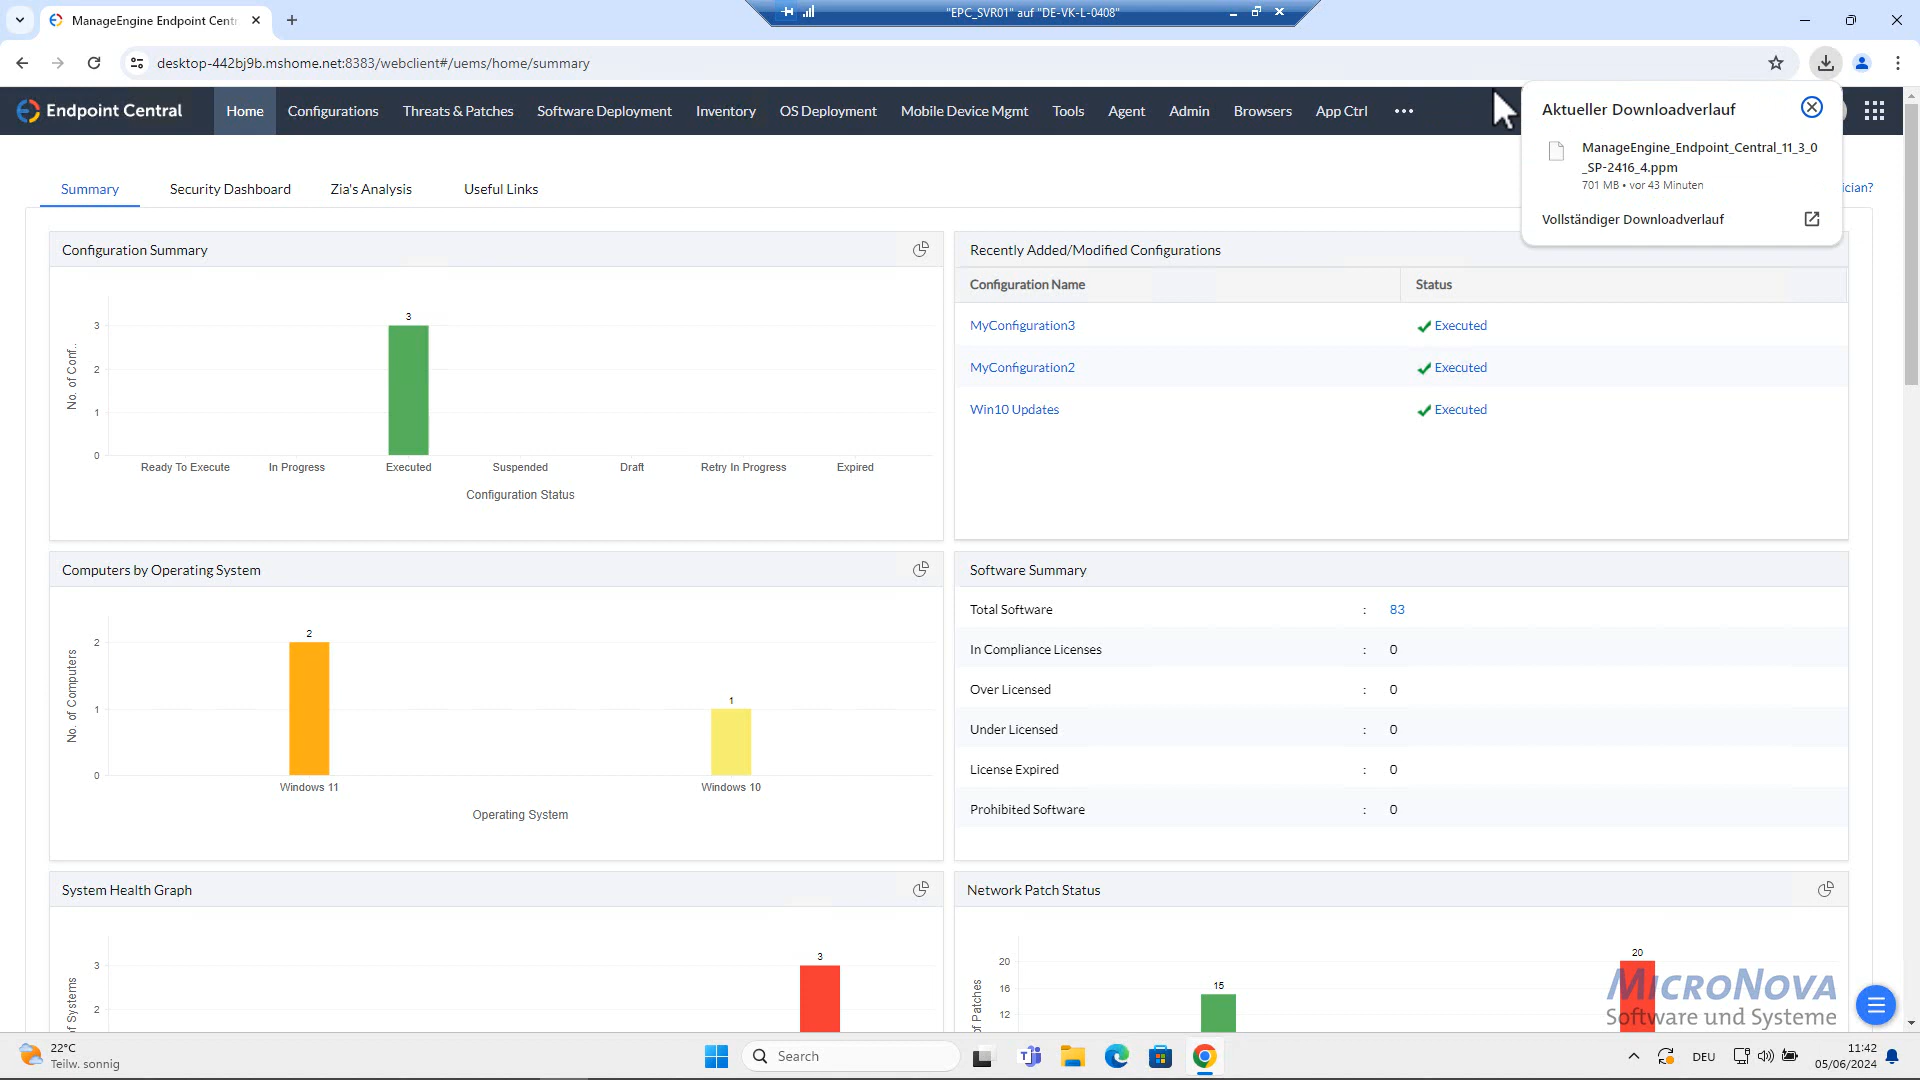 ManageEngine Endpoint Centr
"EPC_SVR01" auf "DE-VK-L-0408"
desktop-442bj9b.mshome.net:8383/webclient#/uems/home/summary
Endpoint Central
Home
Configurations
Threats & Patches
Software Deployment
Inventory
OS Deployment
Mobile Device Mgmt
Tools
Agent
Admin
Browsers
App Ctrl
Aktueller Downloadverlauf
ManageEngine_Endpoint_Central_11_3_0
_SP-2416_4.ppm
701 MB • vor 43 Minuten
Vollständiger Downloadverlauf
Summary
Security Dashboard
Zia's Analysis
Useful Links
ician?
Configuration Summary
No. of Conf..
3
2
1
0
3
Ready To Execute
In Progress
Executed
Suspended
Draft
Retry In Progress
Expired
Configuration Status
Recently Added/Modified Configurations
Configuration Name
Status
MyConfiguration3
Executed
MyConfiguration2
Executed
Win10 Updates
Executed
Computers by Operating System
No. of Computers
2
1
0
2
1
Windows 11
Windows 10
Operating System
Software Summary
Total Software : 83
In Compliance Licenses : 0
Over Licensed : 0
Under Licensed : 0
License Expired : 0
Prohibited Software : 0
System Health Graph
of Systems
3
2
3
Network Patch Status
of Patches
20
16
12
15
20
MicroNova
Software und Systeme
22°C
Teilw. sonnig
Search
DEU
11:42
05/06/2024